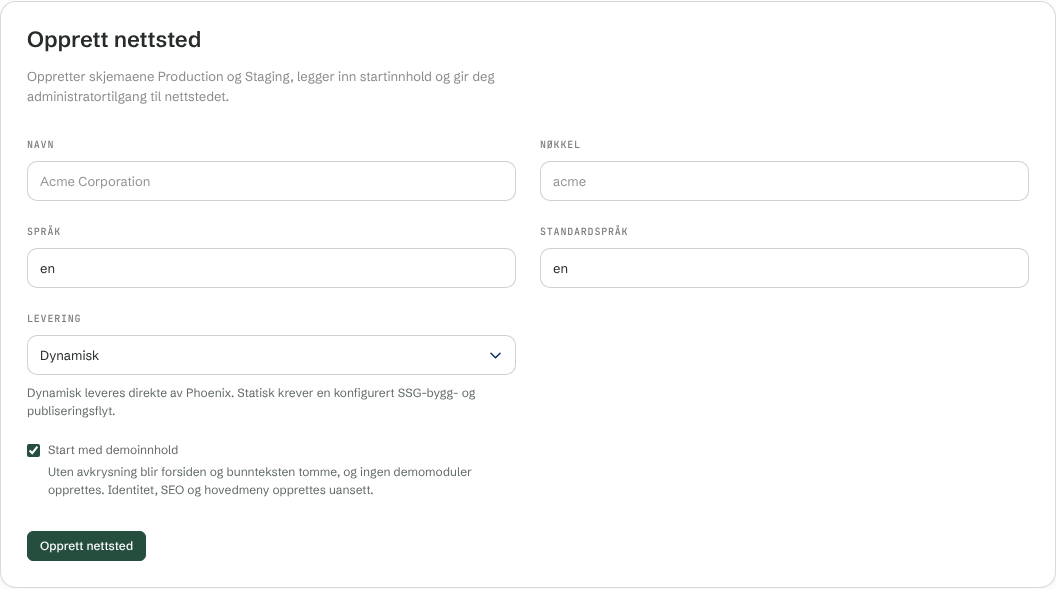 Opprett nettsted
Oppretter skjemaene Production og Staging, legger inn startinnhold og gir deg
administratortilgang til nettstedet.
NAVN
Acme Corporation
NØKKEL
acme
SPRÅK
en
STANDARDSPRÅK
en
LEVERING
Dynamisk
Dynamisk leveres direkte av Phoenix. Statisk krever en konfigurert SSG-bygg- og
publiseringsflyt.
Start med demoinnhold
Uten avkrysning blir forsiden og bunnteksten tomme, og ingen demomoduler
opprettes. Identitet, SEO og hovedmeny opprettes uansett.
Opprett nettsted